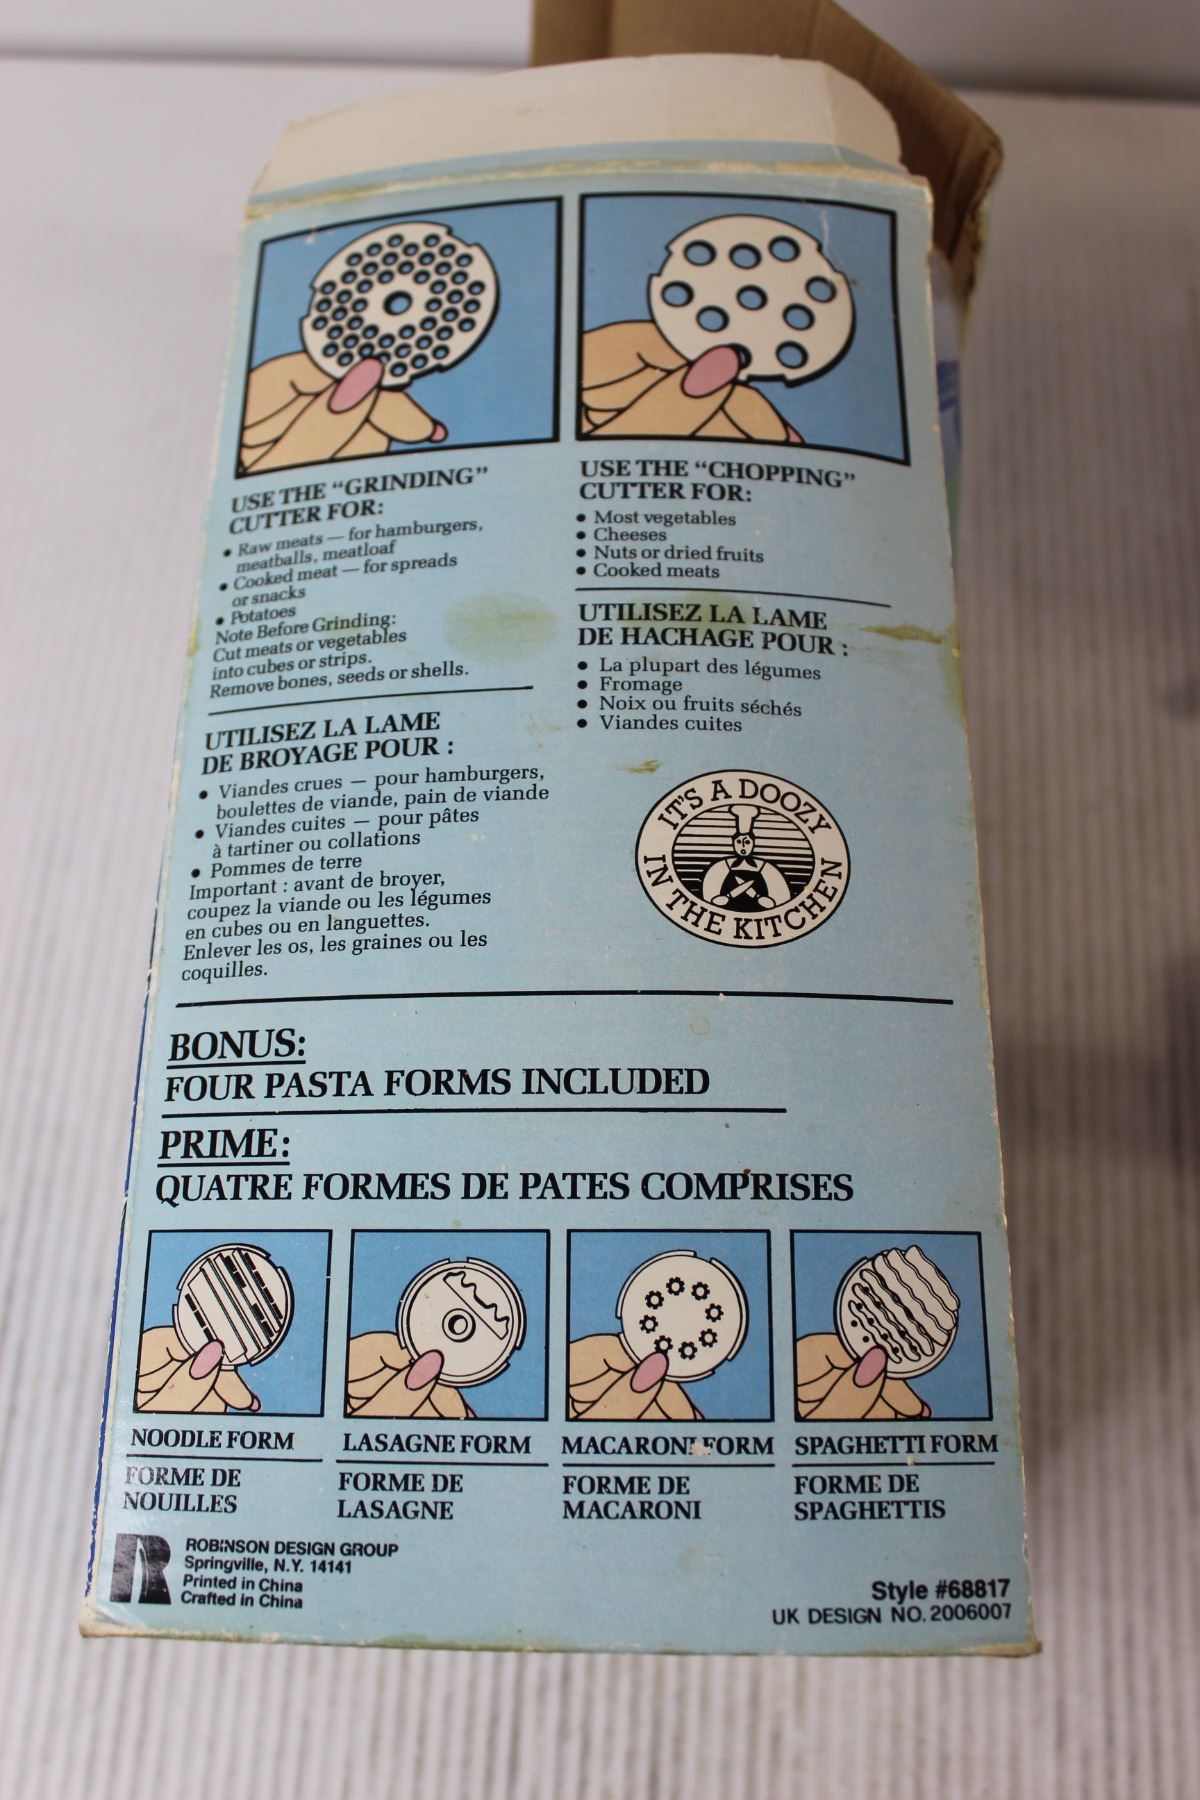 USE THE “GRINDING”
CUTTER FOR:
• Raw meats — for hamburgers,
meatballs, meatloaf
• Cooked meat — for spreads
or snacks
• Potatoes
Note Before Grinding:
Cut meats or vegetables
into cubes or strips.
Remove bones, seeds or shells.
UTILISEZ LA LAME
DE BROYAGE POUR :
• Viandes crues — pour hamburgers,
boulettes de viande, pain de viande
• Viandes cuites — pour pâtes
à tartiner ou collations
• Pommes de terre
Important : avant de broyer,
coupez la viande ou les légumes
en cubes ou en languettes.
Enlever les os, les graines ou les
coquilles.
USE THE “CHOPPING”
CUTTER FOR:
• Most vegetables
• Cheeses
• Nuts or dried fruits
• Cooked meats
UTILISEZ LA LAME
DE HACHAGE POUR :
• La plupart des légumes
• Fromage
• Noix ou fruits séchés
• Viandes cuites
IT'S A DOOZY
IN THE KITCHEN
BONUS:
FOUR PASTA FORMS INCLUDED
PRIME:
QUATRE FORMES DE PATES COMPRISES
NOODLE FORM
FORME DE
NOUILLES
LASAGNE FORM
FORME DE
LASAGNE
MACARONI FORM
FORME DE
MACARONI
SPAGHETTI FORM
FORME DE
SPAGHETTIS
R
ROBINSON DESIGN GROUP
Springville, N.Y. 14141
Printed in China
Crafted in China
Style #68817
UK DESIGN NO. 2006007